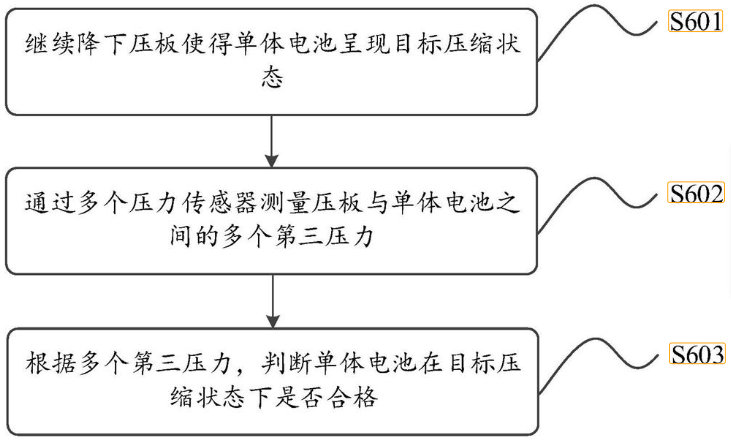 继续降下压板使得单体电池呈现目标压缩状
态
S601
通过多个压力传感器测量压板与单体电池之
间的多个第三压力
S602
根据多个第三压力，判断单体电池在目标压
缩状态下是否合格
S603